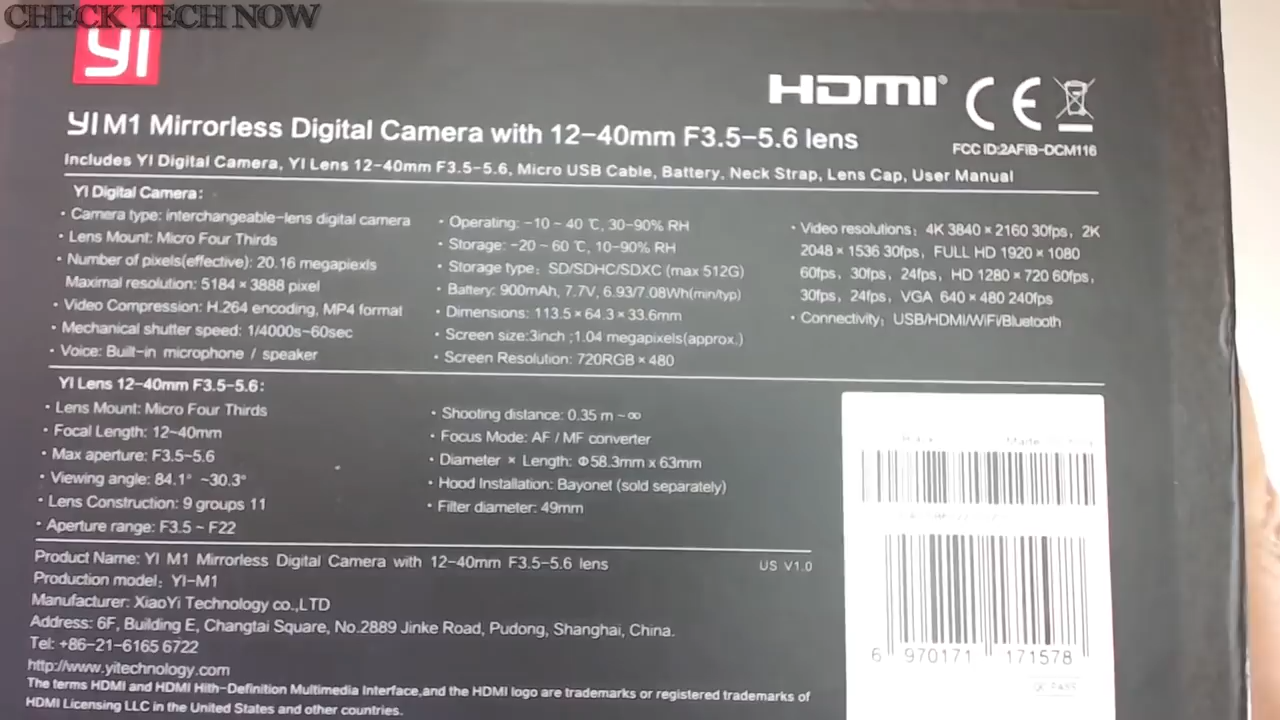 CHECK TECH NOW
YI
HDMI®
CE
FCC ID:2AFIB-DCM116
YI M1 Mirrorless Digital Camera with 12-40mm F3.5-5.6 lens
Includes YI Digital Camera, YI Lens 12-40mm F3.5-5.6, Micro USB Cable, Battery, Neck Strap, Lens Cap, User Manual
YI Digital Camera:
· Camera type: interchangeable-lens digital camera
· Lens Mount: Micro Four Thirds
· Number of pixels(effective): 20.16 megapiexls
Maximal resolution: 5184 × 3888 pixel
· Video Compression: H.264 encoding, MP4 format
· Mechanical shutter speed: 1/4000s~60sec
· Voice: Built-in microphone / speaker
· Operating: -10 ~ 40 ℃, 30-90% RH
· Storage: -20 ~ 60 ℃, 10-90% RH
· Storage type: SD/SDHC/SDXC (max 512G)
· Battery: 900mAh, 7.7V, 6.93/7.08Wh(min/typ)
· Dimensions: 113.5 × 64.3 × 33.6mm
· Screen size:3inch ;1.04 megapixels(approx.)
· Screen Resolution: 720RGB × 480
· Video resolutions: 4K 3840 × 2160 30fps, 2K
2048 × 1536 30fps, FULL HD 1920 × 1080
60fps, 30fps, 24fps, HD 1280 × 720 60fps,
30fps, 24fps, VGA 640 × 480 240fps
· Connectivity: USB/HDMI/WiFi/Bluetooth
YI Lens 12-40mm F3.5-5.6:
· Lens Mount: Micro Four Thirds
· Focal Length: 12-40mm
· Max aperture: F3.5-5.6
· Viewing angle: 84.1° ~30.3°
· Lens Construction: 9 groups 11
· Aperture range: F3.5 ~ F22
· Shooting distance: 0.35 m ~∞
· Focus Mode: AF / MF converter
· Diameter × Length: Φ58.3mm x 63mm
· Hood Installation: Bayonet (sold separately)
· Filter diameter: 49mm
Product Name: YI M1 Mirrorless Digital Camera with 12-40mm F3.5-5.6 lens
US V1.0
Production model: YI-M1
Manufacturer: XiaoYi Technology co.,LTD
Address: 6F, Building E, Changtai Square, No.2889 Jinke Road, Pudong, Shanghai, China.
Tel: +86-21-6165 6722
http://www.yitechnology.com
The terms HDMI and HDMI Hith-Definition Multimedia Interface,and the HDMI logo are trademarks or registered trademarks of
HDMI Licensing LLC in the United States and other countries.
6 970171 171578